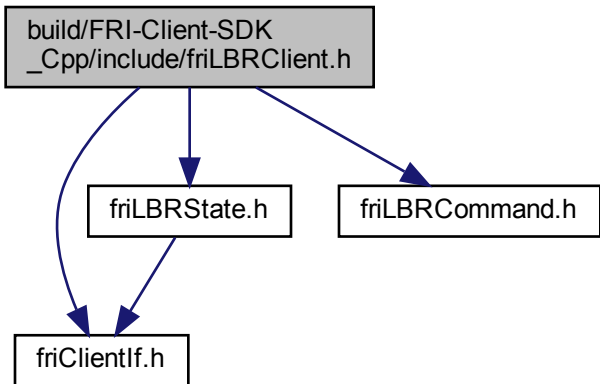 build/FRI-Client-SDK
_Cpp/include/friLBRClient.h
friLBRState.h
friLBRCommand.h
friClientIf.h